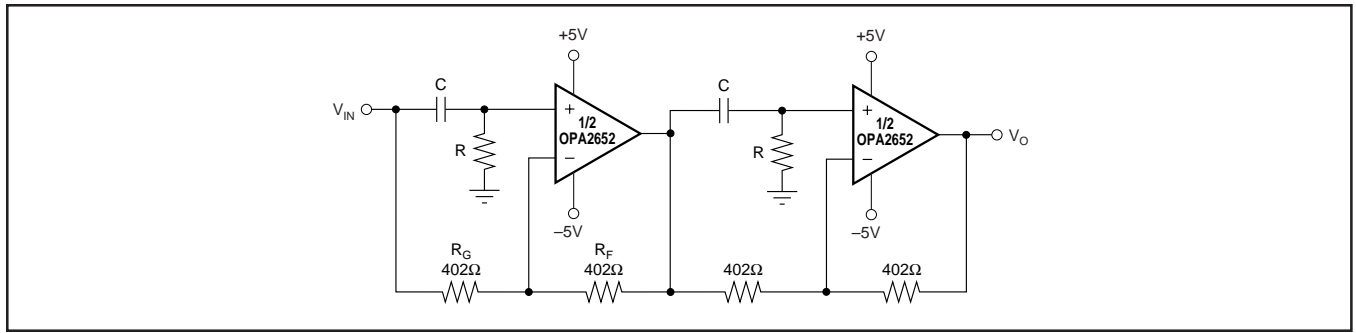 +5V
+5V
C
C
V_IN
+
1/2
OPA2652
–
+
1/2
OPA2652
–
V_O
R
R
–5V
–5V
R_G
402Ω
R_F
402Ω
402Ω
402Ω